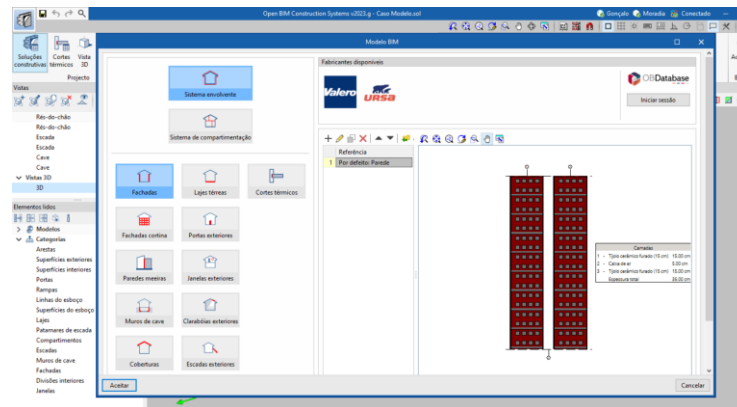 Open BIM Construction Systems v2023.g - Caso Modelo.sol
Gonçalo
Moradia
Conectado
Soluções construtivas
Cortes térmicos
Vista 3D
Projecto
Vistas
Rés-do-chão
Rés-do-chão
Escada
Escada
Cave
Cave
Vistas 3D
3D
Elementos lidos
Modelos
Categorias
Arestas
Superfícies exteriores
Superfícies interiores
Portas
Rampas
Linhas do esboço
Superfícies do esboço
Lajes
Patamares de escada
Compartimentos
Escadas
Muros de cave
Fachadas
Divisões interiores
Janelas
Modelo BIM
Sistema envolvente
Sistema de compartimentação
Fachadas
Lajes térreas
Cortes térmicos
Fachadas cortina
Portas exteriores
Paredes meeiras
Janelas exteriores
Muros de cave
Clarabóias exteriores
Coberturas
Escadas exteriores
Fabricantes disponíveis
Valero
URSA
OBDatabase
Iniciar sessão
Referência
1 Por defeito: Parede
Camadas
1 - Tijolo cerâmico furado (15 cm) 15.00 cm
2 - Caixa de ar 5.00 cm
3 - Tijolo cerâmico furado (15 cm) 15.00 cm
Espessura total 35.00 cm
Aceitar
Cancelar